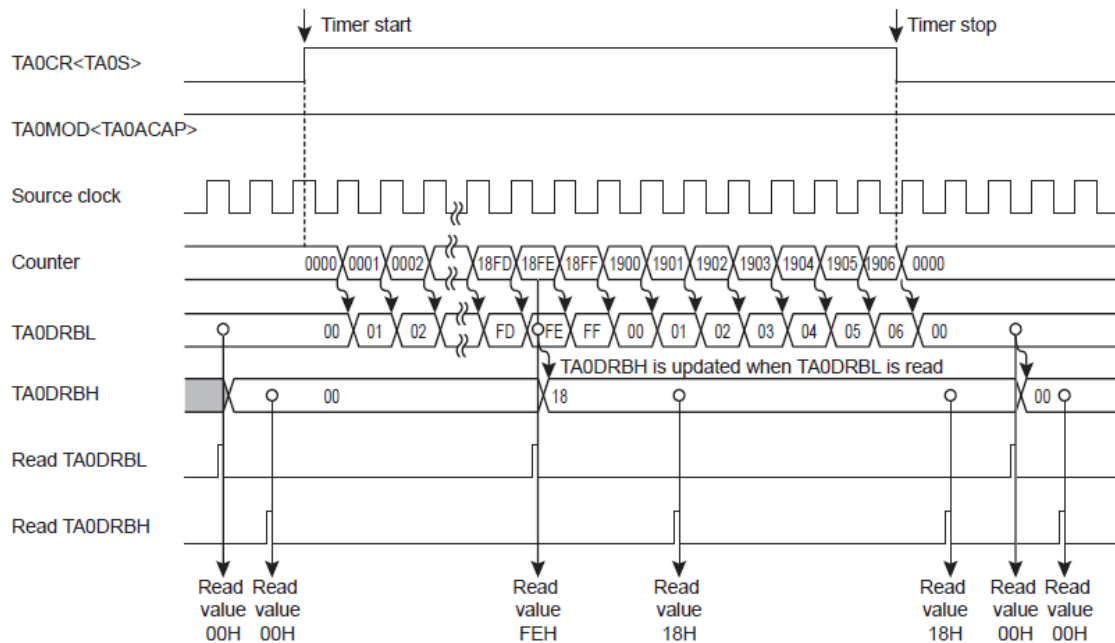 Timer start
Timer stop
TA0CR<TA0S>
TA0MOD<TA0ACAP>
Source clock
Counter 0000 0001 0002 18FD 18FE 18FF 1900 1901 1902 1903 1904 1905 1906 0000
TA0DRBL 00 01 02 FD FE FF 00 01 02 03 04 05 06 00
TA0DRBH is updated when TA0DRBL is read
TA0DRBH 00 18 00
Read TA0DRBL
Read TA0DRBH
Read value 00H
Read value 00H
Read value FEH
Read value 18H
Read value 18H
Read value 00H
Read value 00H